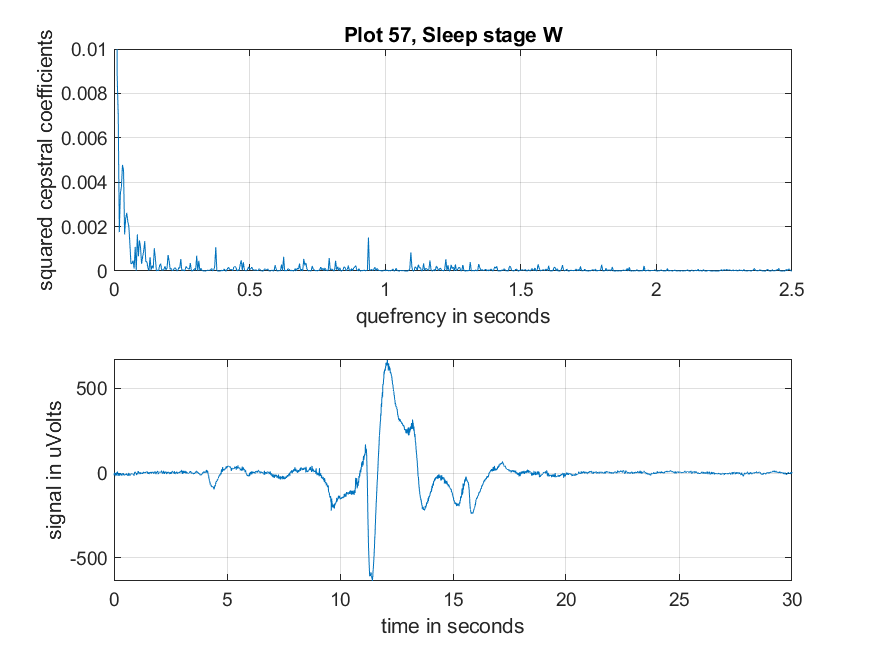 Plot 57, Sleep stage W
squared cepstral coefficients
0.01
0.008
0.006
0.004
0.002
0
0 0.5 1 1.5 2 2.5
quefrency in seconds
signal in uVolts
500
0
-500
0 5 10 15 20 25 30
time in seconds